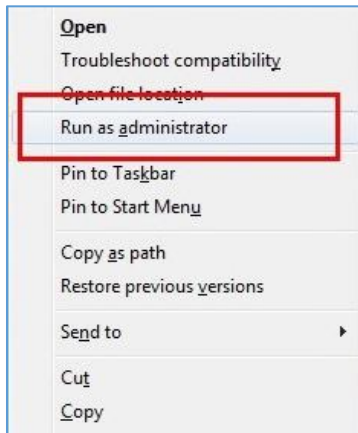 Open
Troubleshoot compatibility
Open file location
Run as administrator
Pin to Taskbar
Pin to Start Menu
Copy as path
Restore previous versions
Send to
Cut
Copy